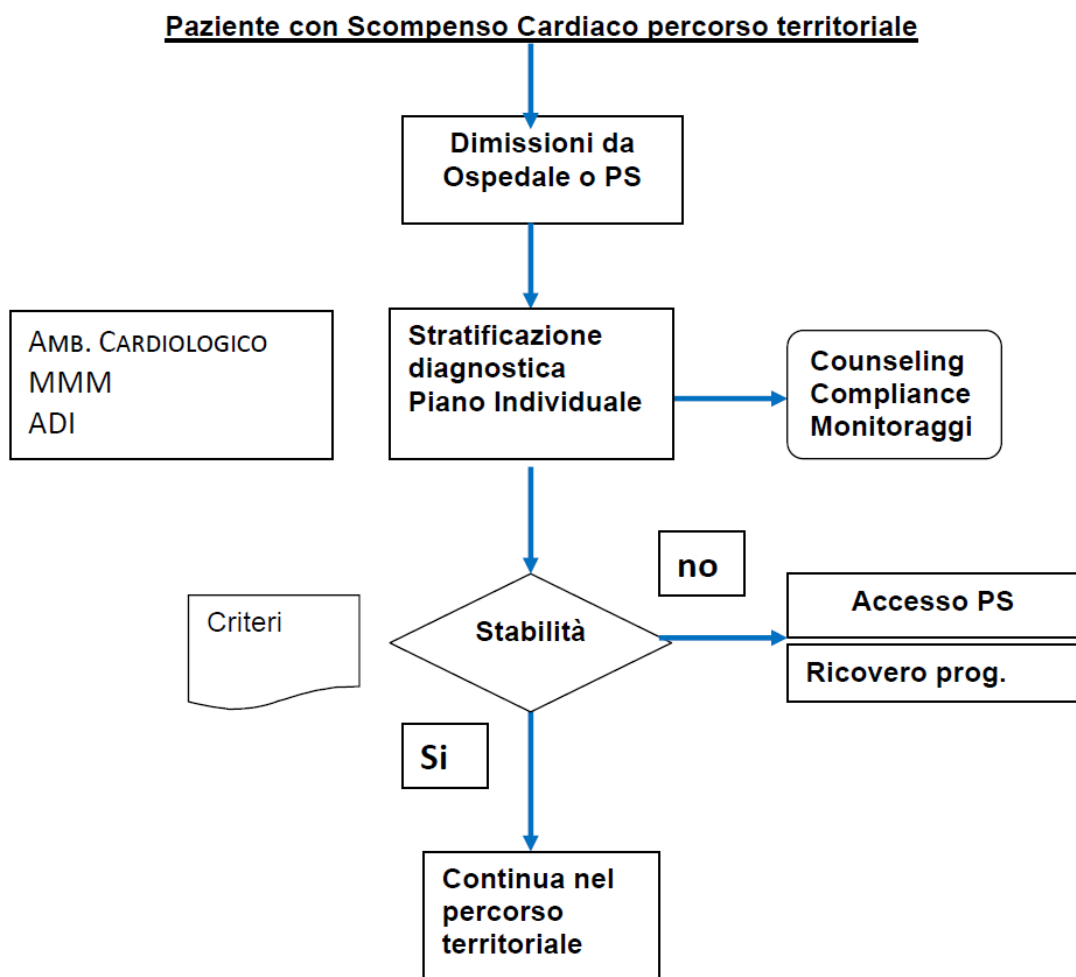 Paziente con Scompenso Cardiaco percorso territoriale
Dimissioni da
Ospedale o PS
AMB. CARDIOLOGICO
MMM
ADI
Stratificazione
diagnostica
Piano Individuale
Counseling
Compliance
Monitoraggi
no
Criteri
Stabilità
Accesso PS
Ricovero prog.
Si
Continua nel
percorso
territoriale